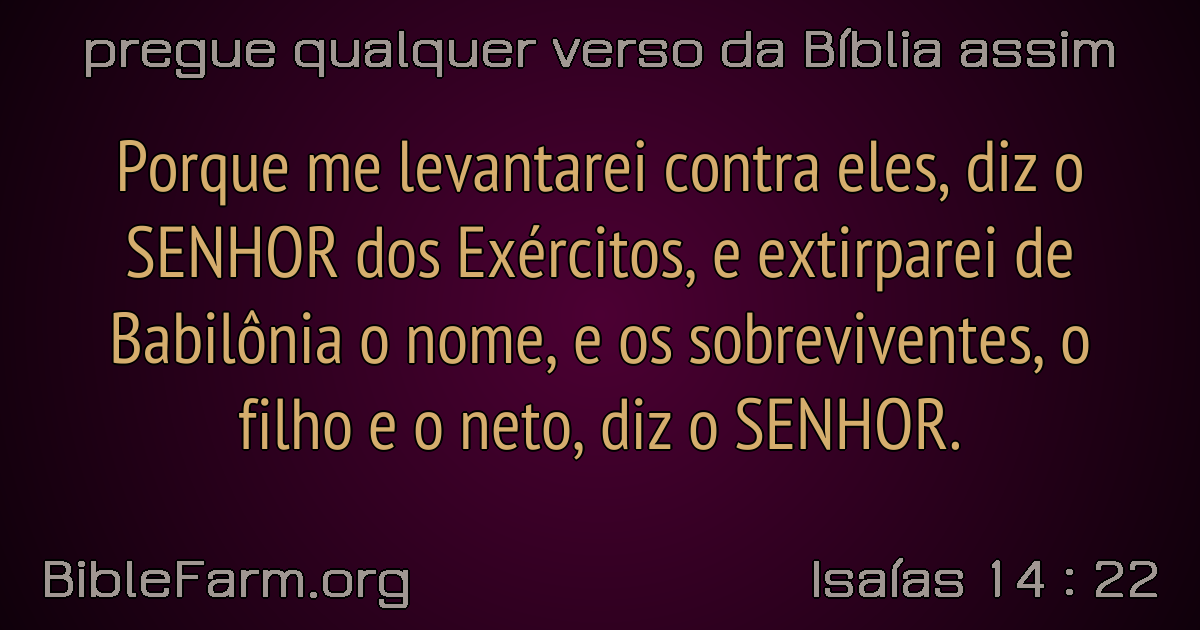 pregue qualquer verso da Bíblia assim
Porque me levantarei contra eles, diz o
SENHOR dos Exércitos, e extirparei de
Babilônia o nome, e os sobreviventes, o
filho e o neto, diz o SENHOR.
BibleFarm.org
Isaías 14 : 22